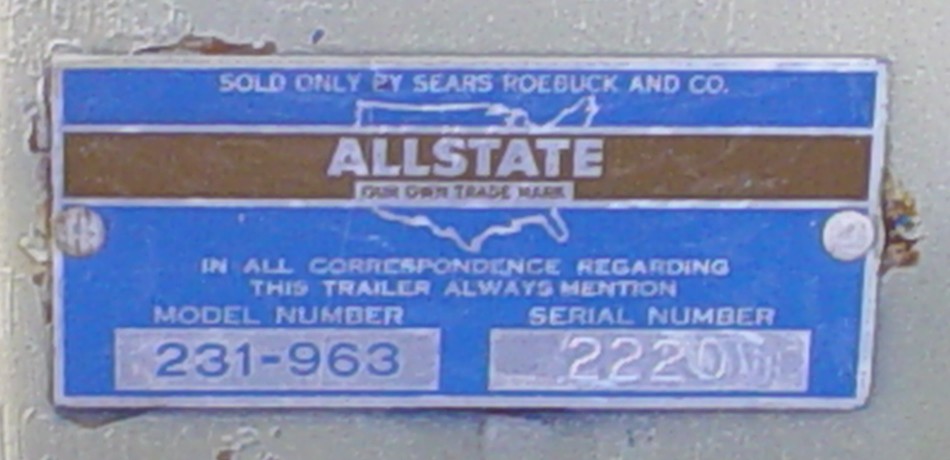 SOLD ONLY BY SEARS ROEBUCK AND CO.
ALLSTATE
OUR OWN TRADE MARK
IN ALL CORRESPONDENCE REGARDING
THIS TRAILER ALWAYS MENTION
MODEL NUMBER SERIAL NUMBER
231-963